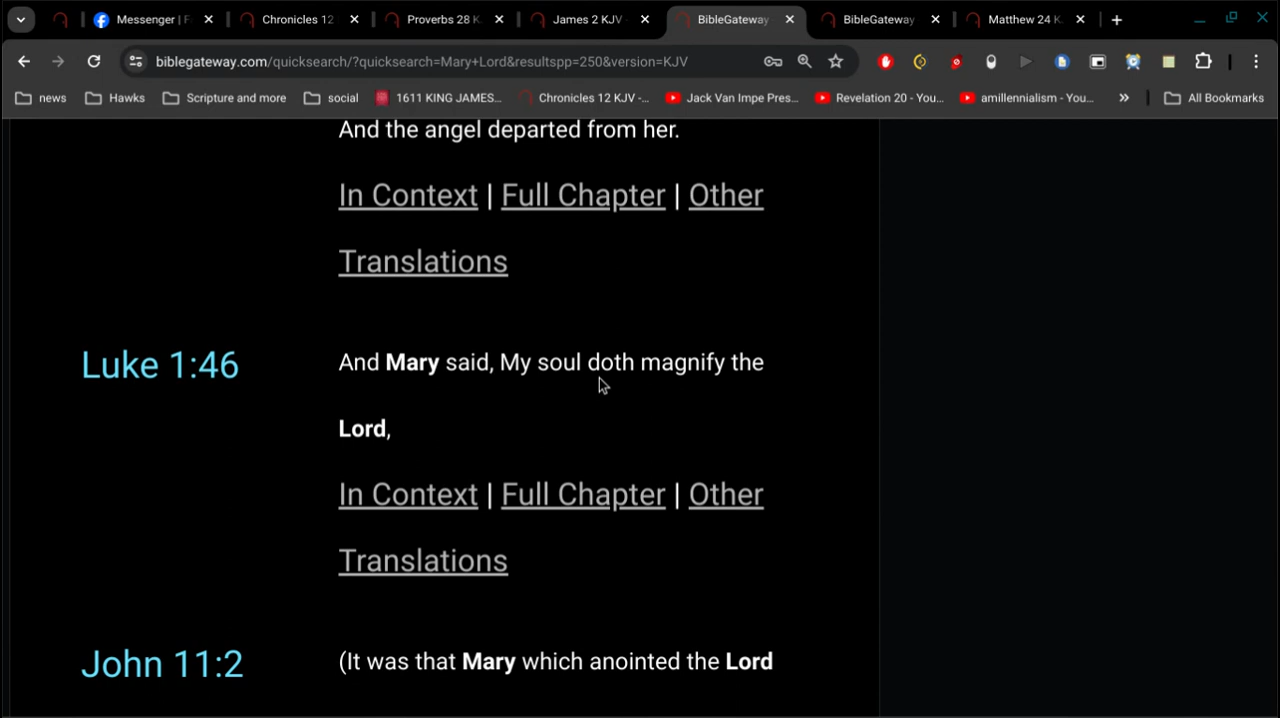 Messenger | F
Chronicles 12
Proverbs 28 K
James 2 KJV
BibleGateway
BibleGateway
Matthew 24 K
biblegateway.com/quicksearch/?quicksearch=Mary+Lord&resultspp=250&version=KJV
news
Hawks
Scripture and more
social
1611 KING JAMES...
Chronicles 12 KJV -...
Jack Van Impe Pres...
Revelation 20 - You...
amillennialism - You...
All Bookmarks
And the angel departed from her.
In Context | Full Chapter | Other
Translations
Luke 1:46
And Mary said, My soul doth magnify the
Lord,
In Context | Full Chapter | Other
Translations
John 11:2
(It was that Mary which anointed the Lord